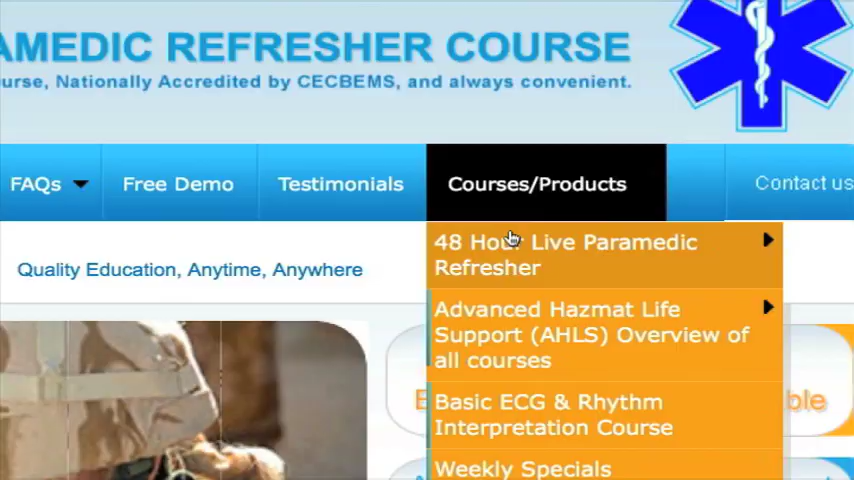 AMEDIC REFRESHER COURSE
urse, Nationally Accredited by CECBEMS, and always convenient.
FAQs Free Demo Testimonials Courses/Products Contact us
48 Hour Live Paramedic
Refresher
Quality Education, Anytime, Anywhere
Advanced Hazmat Life
Support (AHLS) Overview of
all courses
Basic ECG & Rhythm
Interpretation Course
Weekly Specials